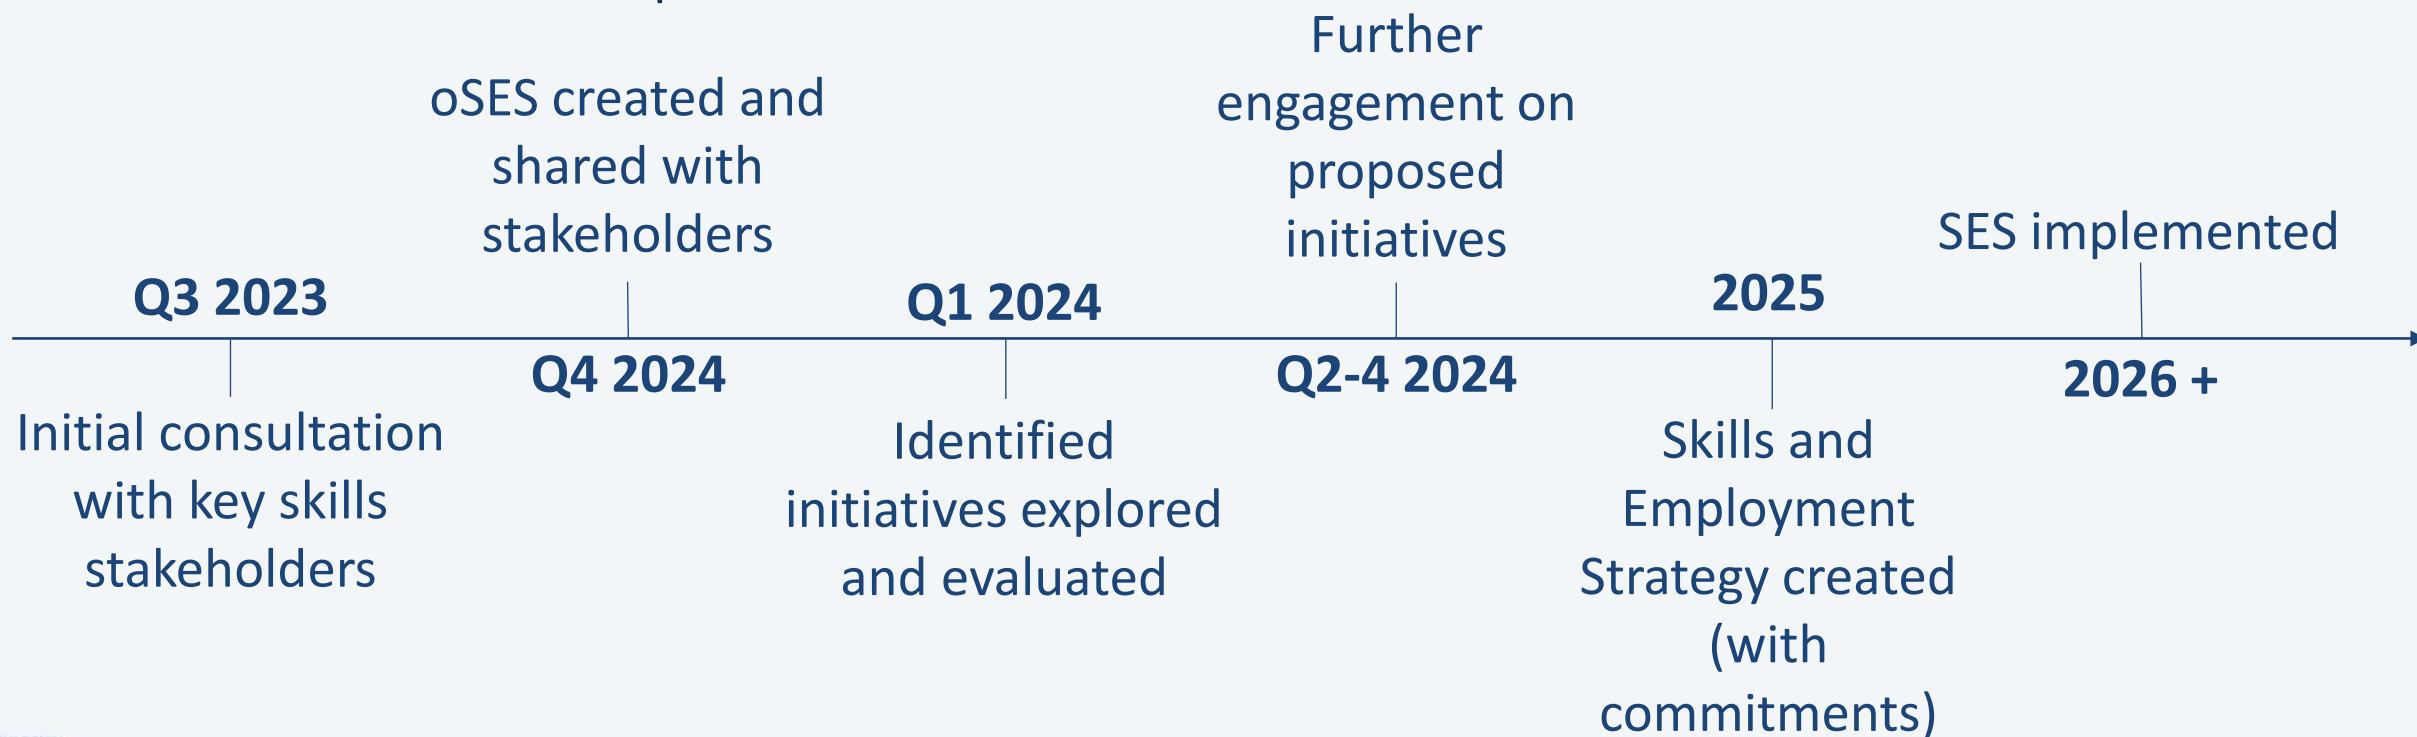 Q3 2023
Initial consultation
with key skills
stakeholders
oSES created and
shared with
stakeholders
Q4 2024
Q1 2024
Identified
initiatives explored
and evaluated
Further
engagement on
proposed
initiatives
Q2-4 2024
2025
Skills and
Employment
Strategy created
(with
commitments)
SES implemented
2026 +